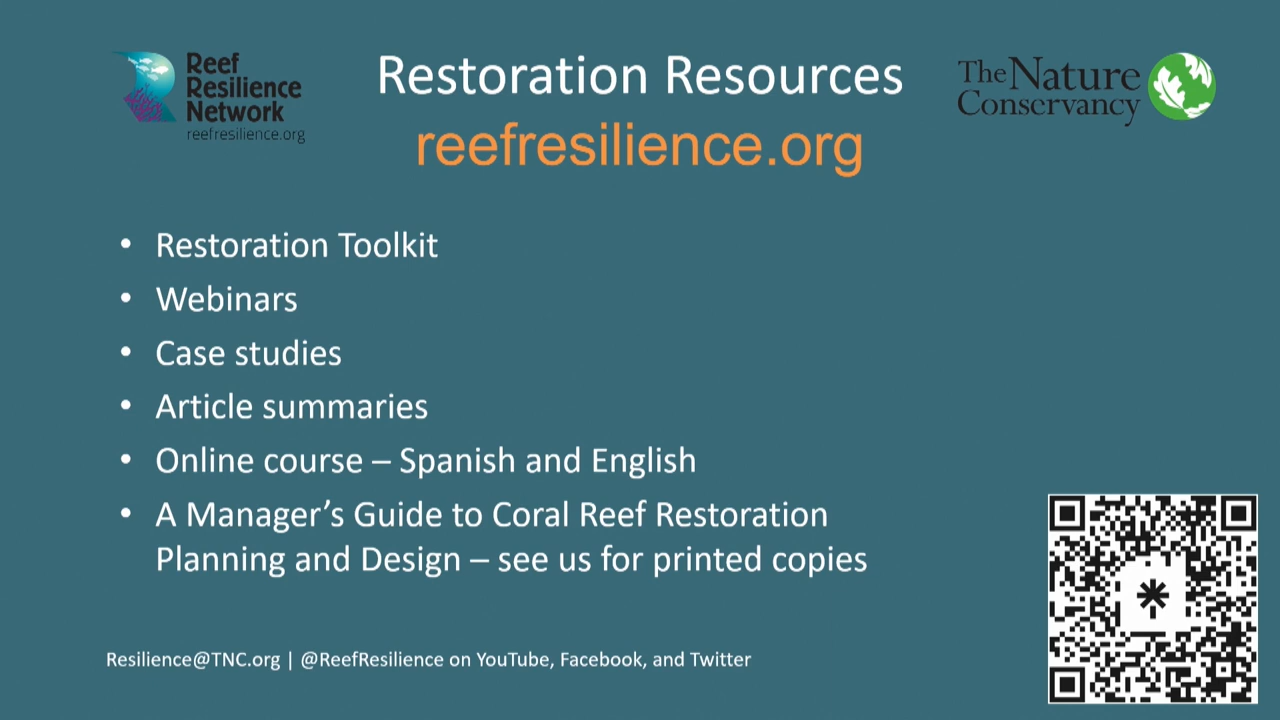 Reef
Resilience
Network
reefresilience.org
Restoration Resources
reefresilience.org
The Nature
Conservancy
• Restoration Toolkit
• Webinars
• Case studies
• Article summaries
• Online course – Spanish and English
• A Manager’s Guide to Coral Reef Restoration
Planning and Design – see us for printed copies
Resilience@TNC.org | @ReefResilience on YouTube, Facebook, and Twitter